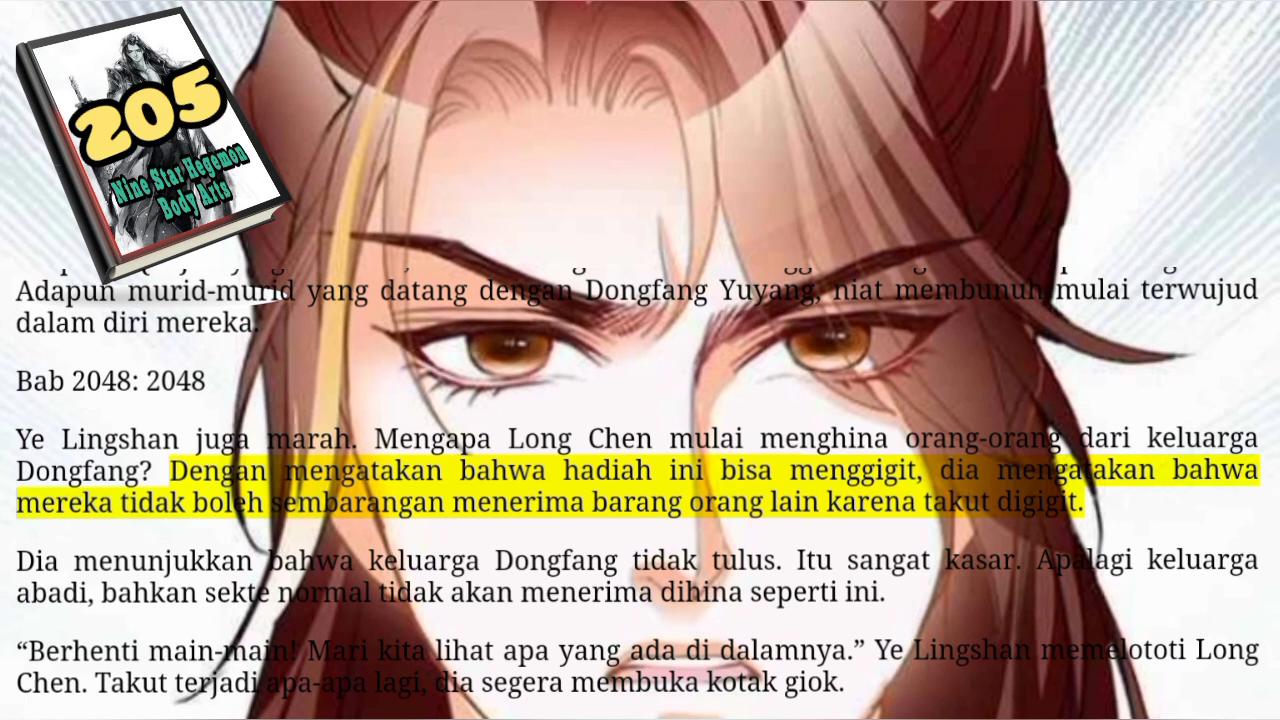 205
Nine Star Hegemon
Body Arts
Adapun murid-murid yang datang dengan Dongfang Yuyang, niat membunuh mulai terwujud
dalam diri mereka.
Bab 2048: 2048
Ye Lingshan juga marah. Mengapa Long Chen mulai menghina orang-orang dari keluarga
Dongfang? Dengan mengatakan bahwa hadiah ini bisa menggigit, dia mengatakan bahwa
mereka tidak boleh sembarangan menerima barang orang lain karena takut digigit.
Dia menunjukkan bahwa keluarga Dongfang tidak tulus. Itu sangat kasar. Apalagi keluarga
abadi, bahkan sekte normal tidak akan menerima dihina seperti ini.
“Berhenti main-main! Mari kita lihat apa yang ada di dalamnya.” Ye Lingshan memelototi Long
Chen. Takut terjadi apa-apa lagi, dia segera membuka kotak giok.